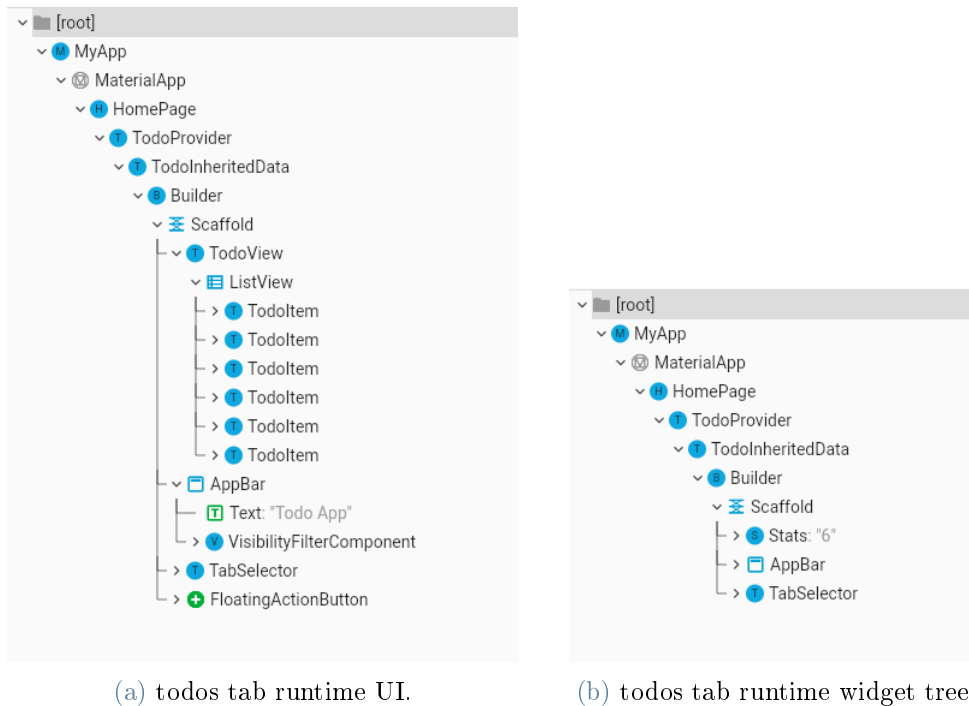 [root]
MyApp
MaterialApp
HomePage
TodoProvider
TodoInheritedData
Builder
Scaffold
TodoView
ListView
TodoItem
TodoItem
TodoItem
TodoItem
TodoItem
TodoItem
AppBar
Text: "Todo App"
VisibilityFilterComponent
TabSelector
FloatingActionButton
(a) todos tab runtime UI.
[root]
MyApp
MaterialApp
HomePage
TodoProvider
TodoInheritedData
Builder
Scaffold
Stats: "6"
AppBar
TabSelector
(b) todos tab runtime widget tree